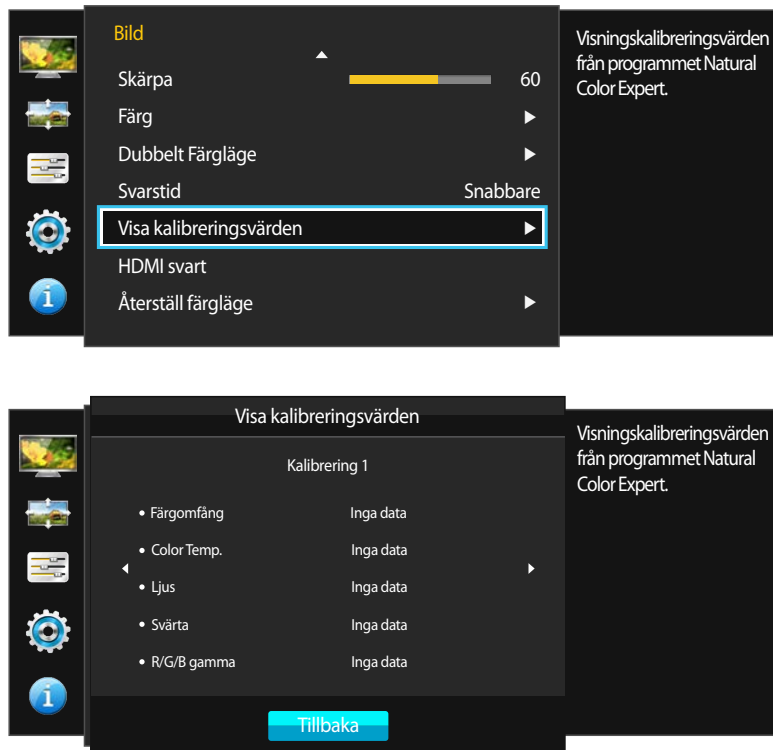 Bild
Skärpa 60
Färg
Dubbelt Färgläge
Svarstid Snabbare
Visa kalibreringsvärden
HDMI svart
Återställ färgläge
Visningskalibreringsvärden
från programmet Natural
Color Expert.
Visa kalibreringsvärden
Kalibrering 1
• Färgomfång Inga data
• Color Temp. Inga data
• Ljus Inga data
• Svärta Inga data
• R/G/B gamma Inga data
Tillbaka
Visningskalibreringsvärden
från programmet Natural
Color Expert.